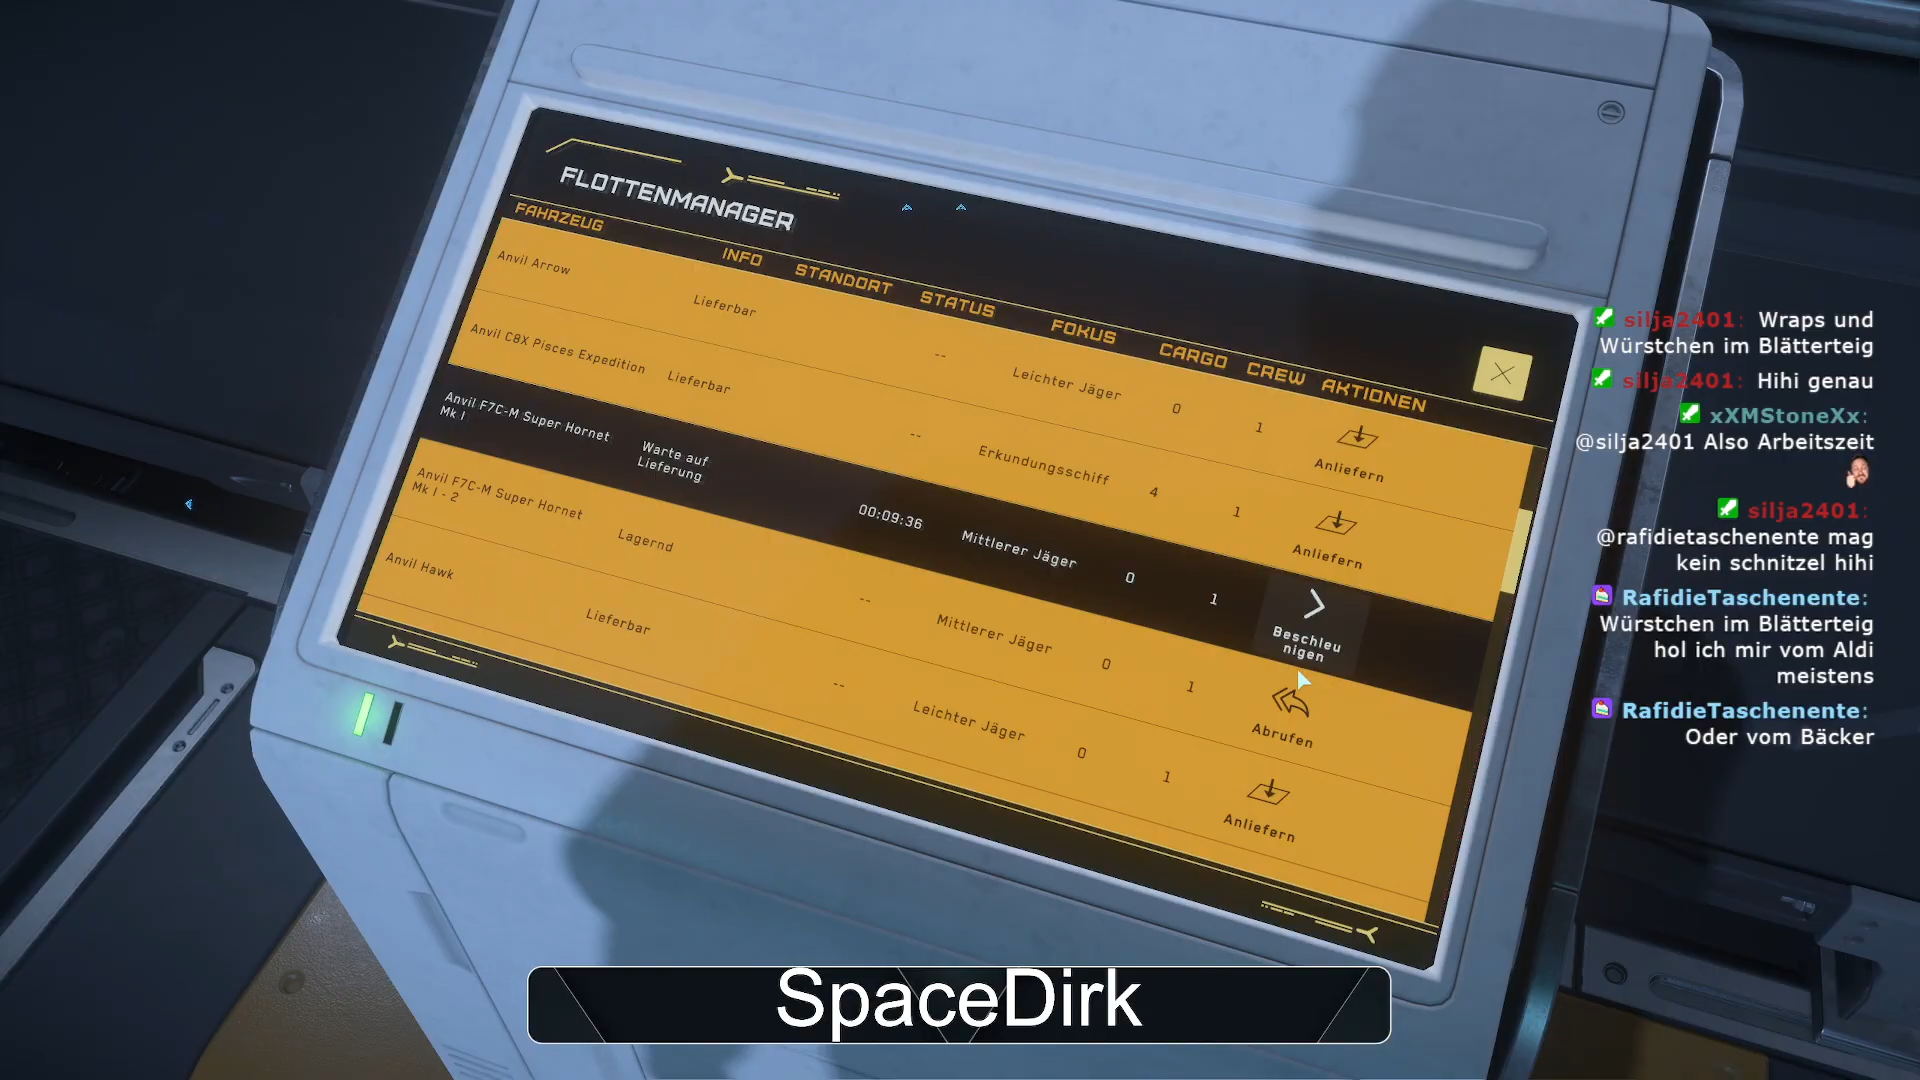 FLOTTENMANAGER
FAHRZEUG INFO STANDORT STATUS FOKUS CARGO CREW AKTIONEN
Anvil Arrow Lieferbar -- Leichter Jäger 0 1 Anliefern
Anvil C8X Pisces Expedition Lieferbar -- Erkundungsschiff 4 1 Anliefern
Anvil F7C-M Super Hornet
Mk I
Warte auf
Lieferung
00:09:36 Mittlerer Jäger 0 1
Beschleu
nigen
Anvil F7C-M Super Hornet
Mk I - 2
Lagernd -- Mittlerer Jäger 0 1 Abrufen
Anvil Hawk Lieferbar -- Leichter Jäger 0 1 Anliefern
silja2401: Wraps und
Würstchen im Blätterteig
silja2401: Hihi genau
xXMStoneXx:
@silja2401 Also Arbeitszeit
silja2401:
@rafidietaschenente mag
kein schnitzel hihi
RafidieTaschenente:
Würstchen im Blätterteig
hol ich mir vom Aldi
meistens
RafidieTaschenente:
Oder vom Bäcker
SpaceDirk